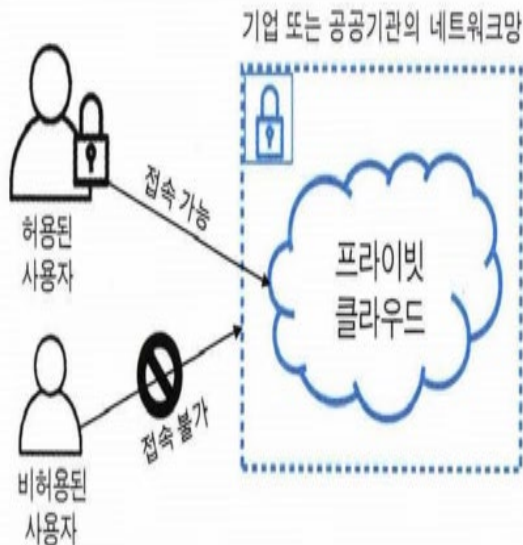 기업 또는 공공기관의 네트워크망
허용된
사용자
접속 가능
프라이빗
클라우드
접속 불가
비허용된
사용자